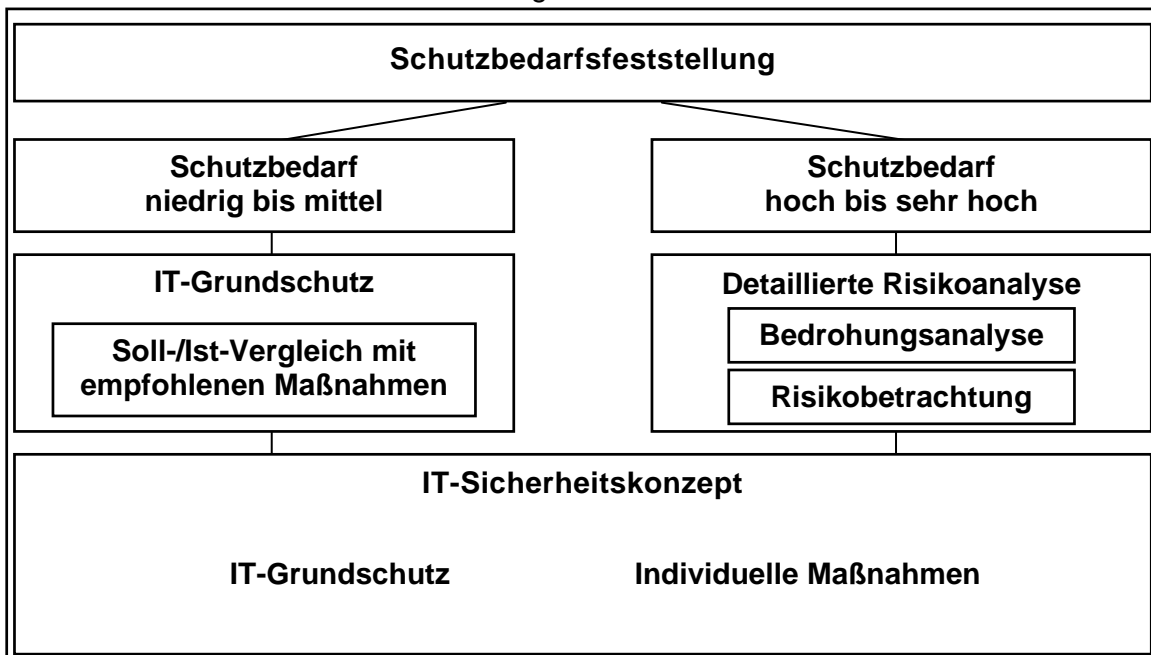 Schutzbedarfsfeststellung
Schutzbedarf
niedrig bis mittel
Schutzbedarf
hoch bis sehr hoch
IT-Grundschutz
Soll-/Ist-Vergleich mit
empfohlenen Maßnahmen
Detaillierte Risikoanalyse
Bedrohungsanalyse
Risikobetrachtung
IT-Sicherheitskonzept
IT-Grundschutz
Individuelle Maßnahmen